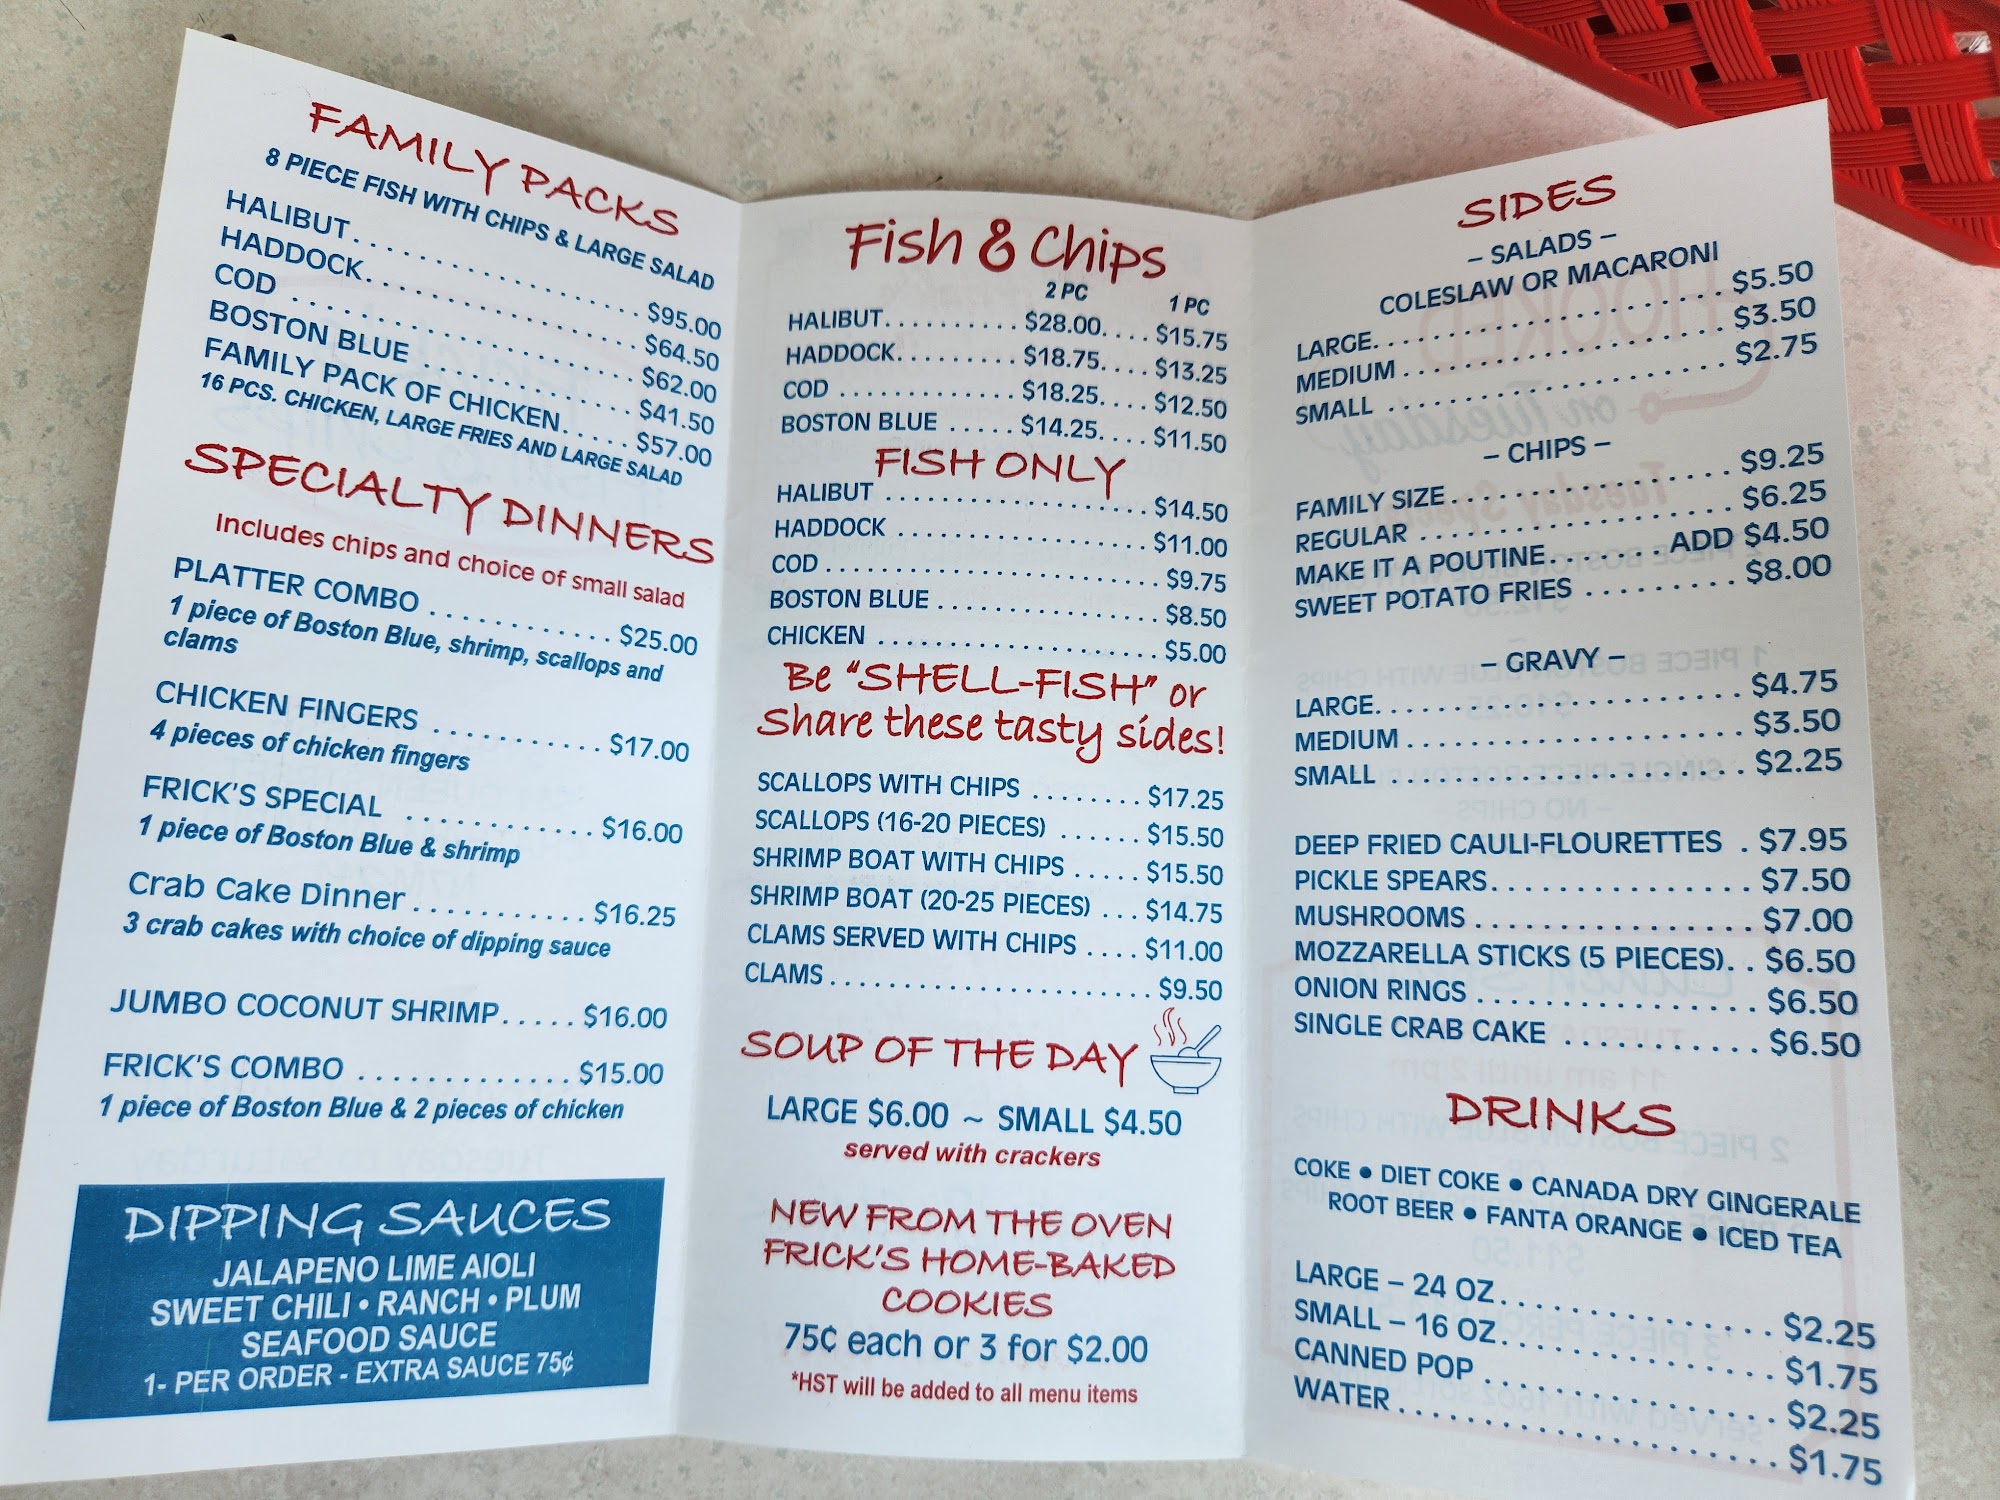 FAMILY PACKS
8 PIECE FISH WITH CHIPS & LARGE SALAD
HALIBUT $95.00
HADDOCK $64.50
COD $62.00
BOSTON BLUE $41.50
FAMILY PACK OF CHICKEN $57.00
16 PCS. CHICKEN, LARGE FRIES AND LARGE SALAD
SPECIALTY DINNERS
Includes chips and choice of small salad
PLATTER COMBO $25.00
1 piece of Boston Blue, shrimp, scallops and
clams
CHICKEN FINGERS $17.00
4 pieces of chicken fingers
FRICK'S SPECIAL $16.00
1 piece of Boston Blue & shrimp
Crab Cake Dinner $16.25
3 crab cakes with choice of dipping sauce
JUMBO COCONUT SHRIMP $16.00
FRICK'S COMBO $15.00
1 piece of Boston Blue & 2 pieces of chicken
DIPPING SAUCES
JALAPENO LIME AIOLI
SWEET CHILI • RANCH • PLUM
SEAFOOD SAUCE
1- PER ORDER - EXTRA SAUCE 75¢
Fish & Chips
2 PC 1 PC
HALIBUT $28.00 $15.75
HADDOCK $18.75 $13.25
COD $18.25 $12.50
BOSTON BLUE $14.25 $11.50
FISH ONLY
HALIBUT $14.50
HADDOCK $11.00
COD $9.75
BOSTON BLUE $8.50
CHICKEN $5.00
Be "SHELL-FISH" or
Share these tasty sides!
SCALLOPS WITH CHIPS $17.25
SCALLOPS (16-20 PIECES) $15.50
SHRIMP BOAT WITH CHIPS $15.50
SHRIMP BOAT (20-25 PIECES) $14.75
CLAMS SERVED WITH CHIPS $11.00
CLAMS $9.50
SOUP OF THE DAY
LARGE $6.00 ~ SMALL $4.50
served with crackers
NEW FROM THE OVEN
FRICK'S HOME-BAKED
COOKIES
75¢ each or 3 for $2.00
*HST will be added to all menu items
SIDES
– SALADS –
COLESLAW OR MACARONI
LARGE $5.50
MEDIUM $3.50
SMALL $2.75
– CHIPS –
FAMILY SIZE $9.25
REGULAR $6.25
MAKE IT A POUTINE ADD $4.50
SWEET POTATO FRIES $8.00
– GRAVY –
LARGE $4.75
MEDIUM $3.50
SMALL $2.25
DEEP FRIED CAULI-FLOURETTES $7.95
PICKLE SPEARS $7.50
MUSHROOMS $7.00
MOZZARELLA STICKS (5 PIECES) $6.50
ONION RINGS $6.50
SINGLE CRAB CAKE $6.50
DRINKS
COKE • DIET COKE • CANADA DRY GINGERALE
ROOT BEER • FANTA ORANGE • ICED TEA
LARGE – 24 OZ $2.25
SMALL – 16 OZ $1.75
CANNED POP $2.25
WATER $1.75